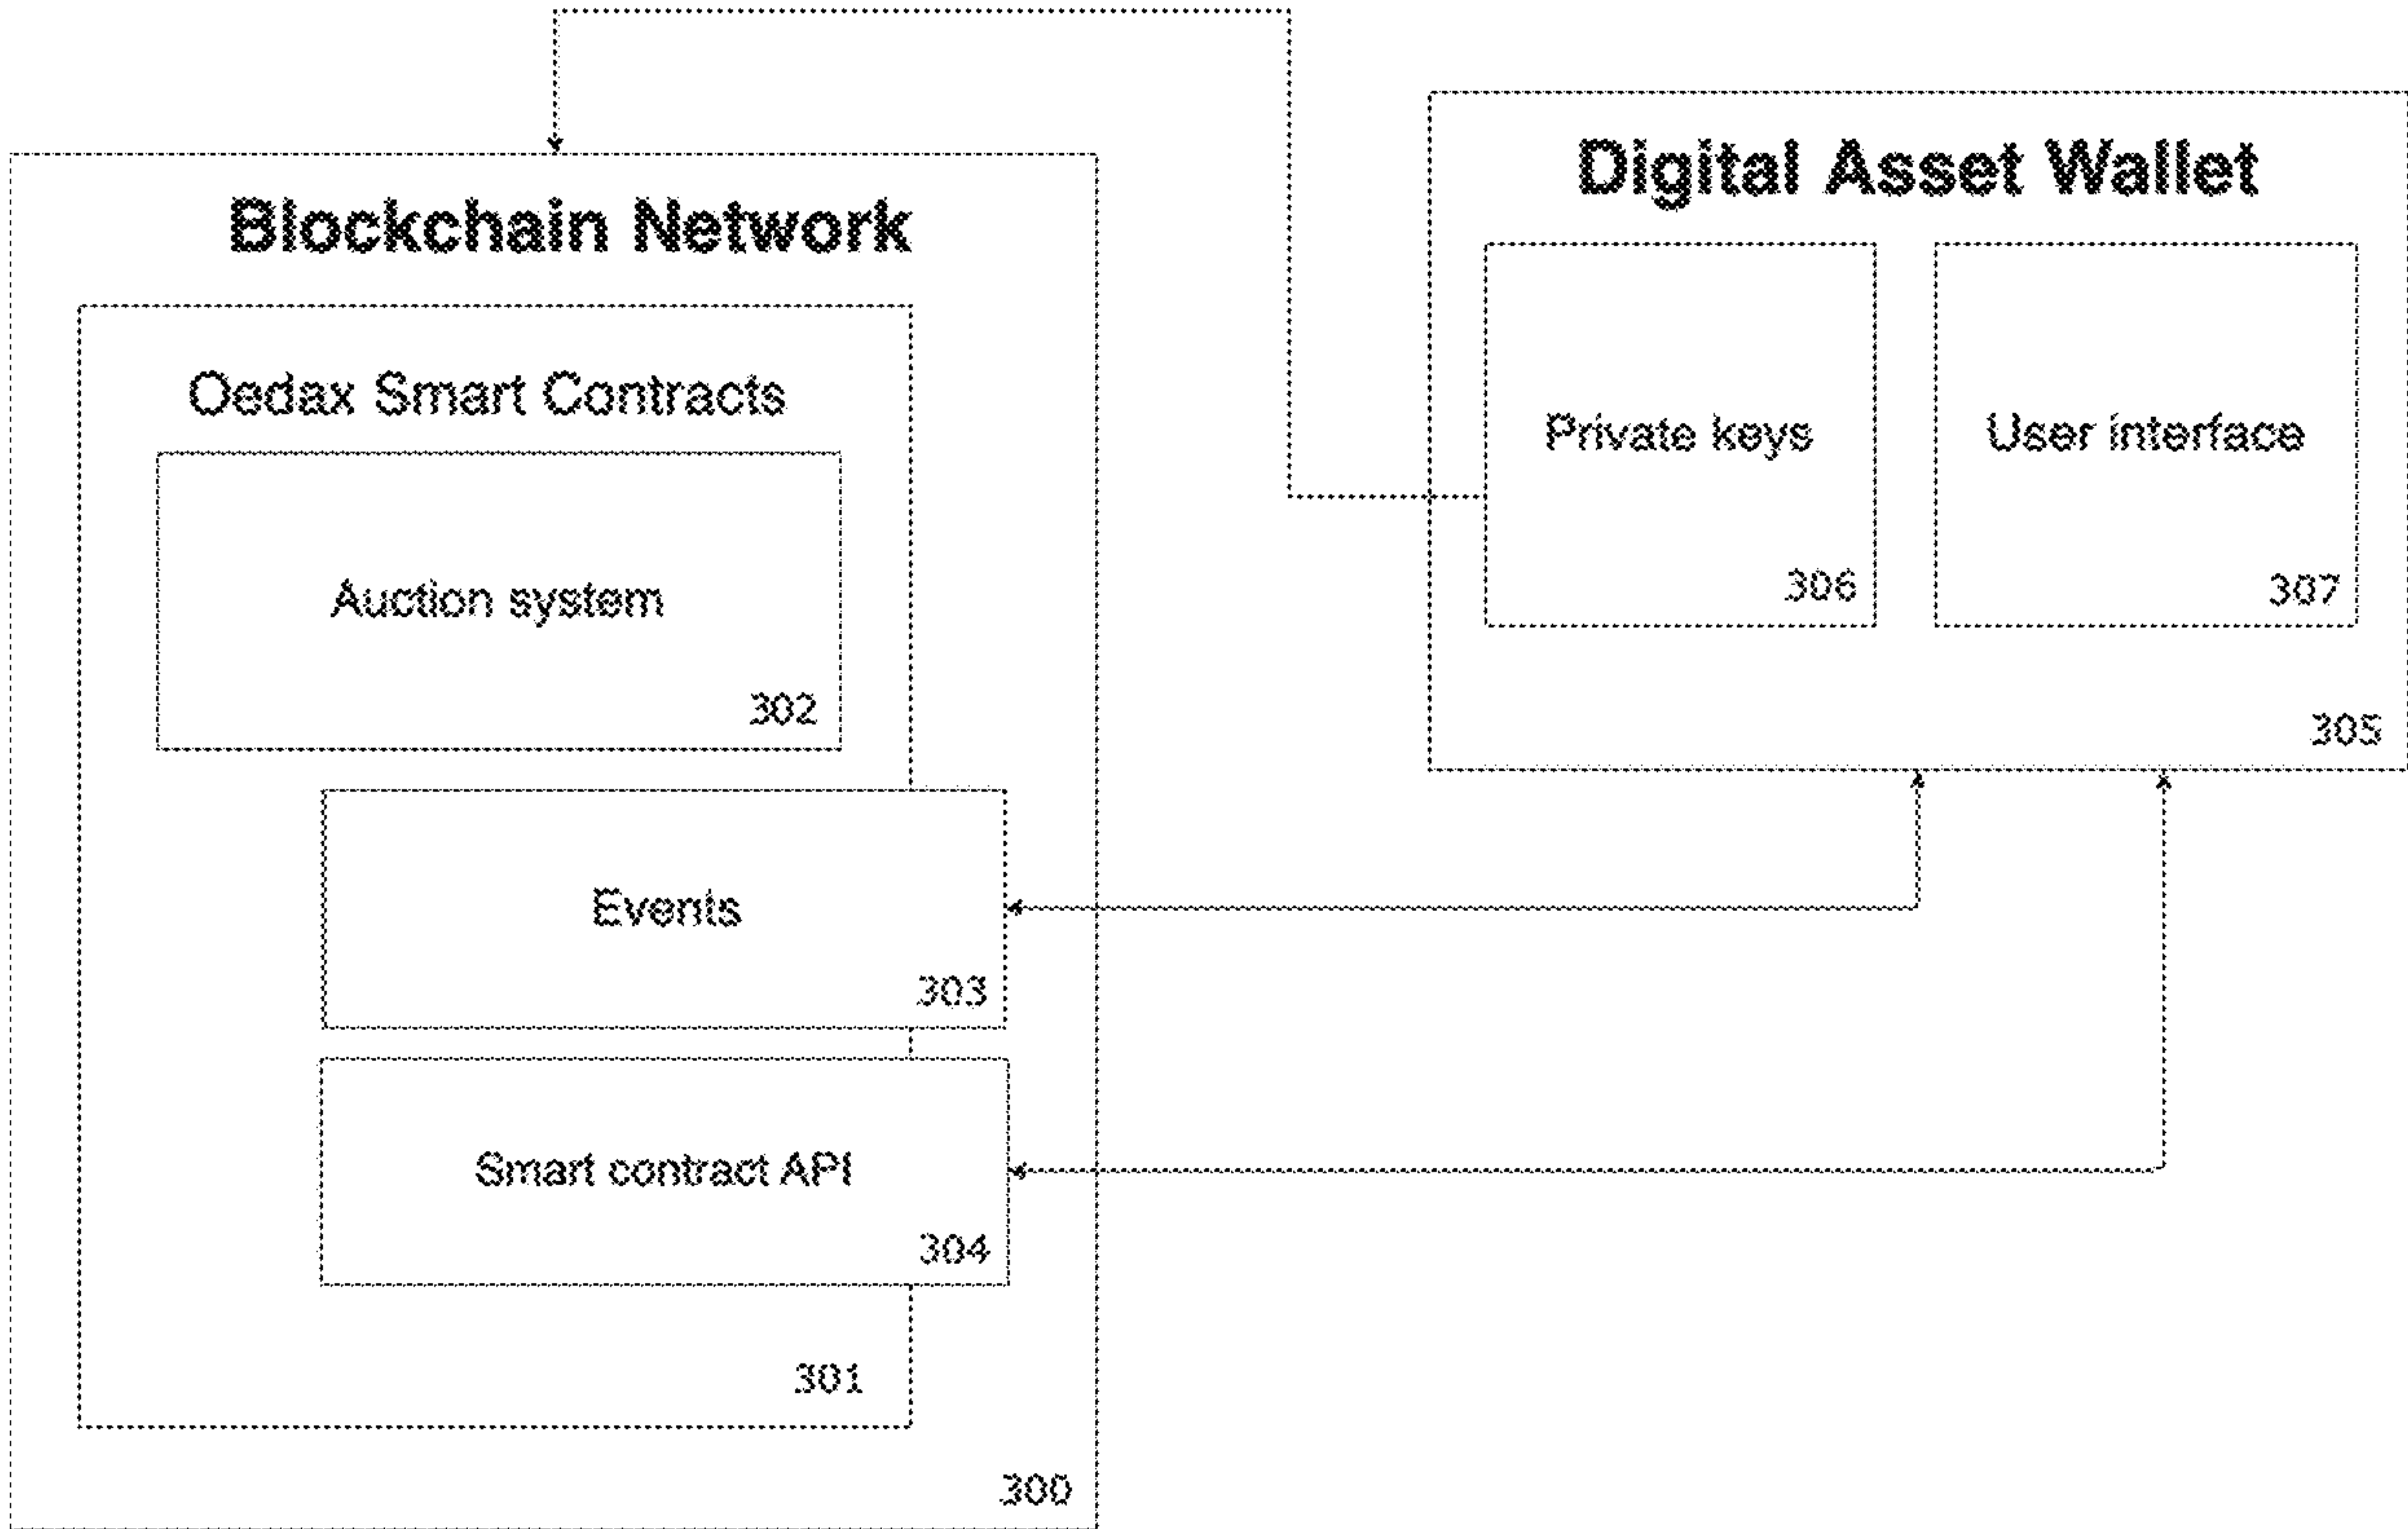 Blockchain Network
Oedax Smart Contracts
Auction system
302
Events
303
Smart contract API
304
301
300
Digital Asset Wallet
Private keys
306
User interface
307
305